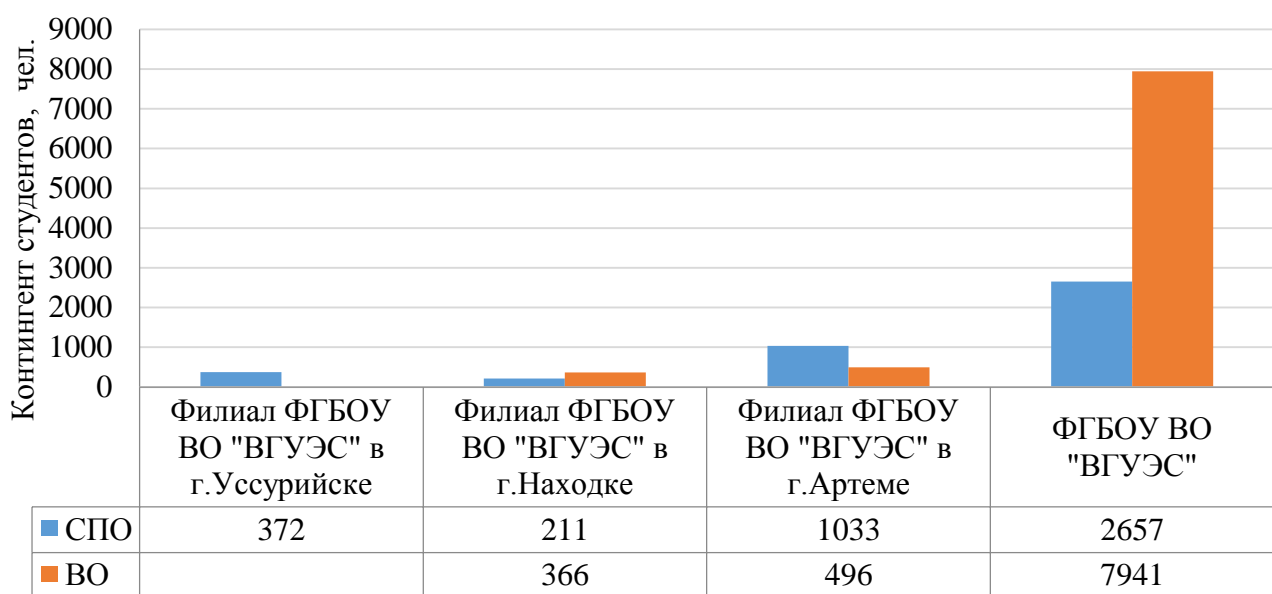 Контингент студентов, чел.
9000
8000
7000
6000
5000
4000
3000
2000
1000
0
Филиал ФГБОУ
ВО "ВГУЭС" в
г.Уссурийске
Филиал ФГБОУ
ВО "ВГУЭС" в
г.Находке
Филиал ФГБОУ
ВО "ВГУЭС" в
г.Артеме
ФГБОУ ВО
"ВГУЭС"
СПО 372 211 1033 2657
ВО 366 496 7941